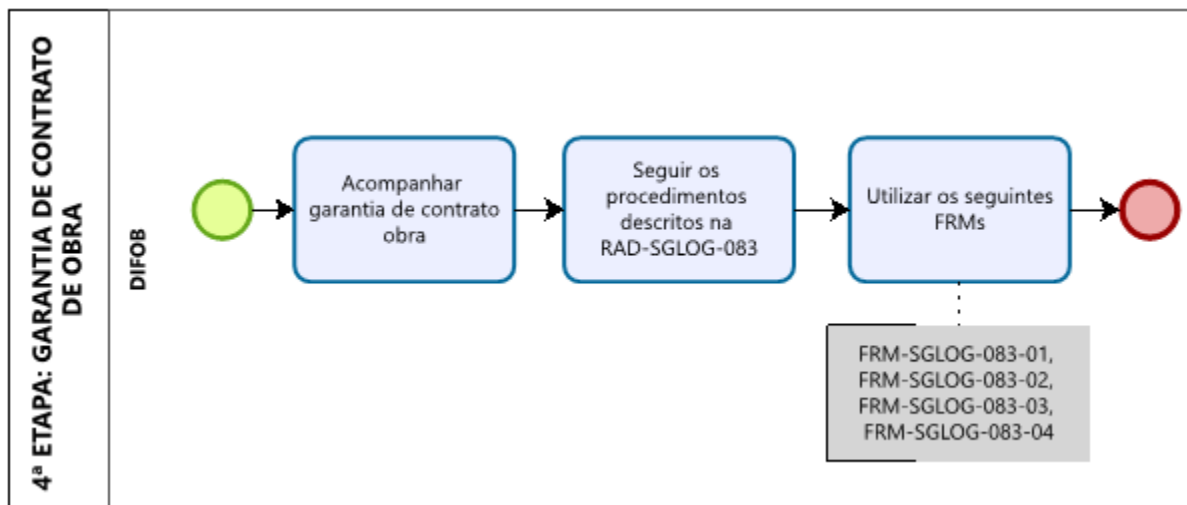 4ª ETAPA: GARANTIA DE CONTRATO
DE OBRA
DIFOB
Acompanhar
garantia de contrato
obra
Seguir os
procedimentos
descritos na
RAD-SGLOG-083
Utilizar os seguintes
FRMs
FRM-SGLOG-083-01,
FRM-SGLOG-083-02,
FRM-SGLOG-083-03,
FRM-SGLOG-083-04